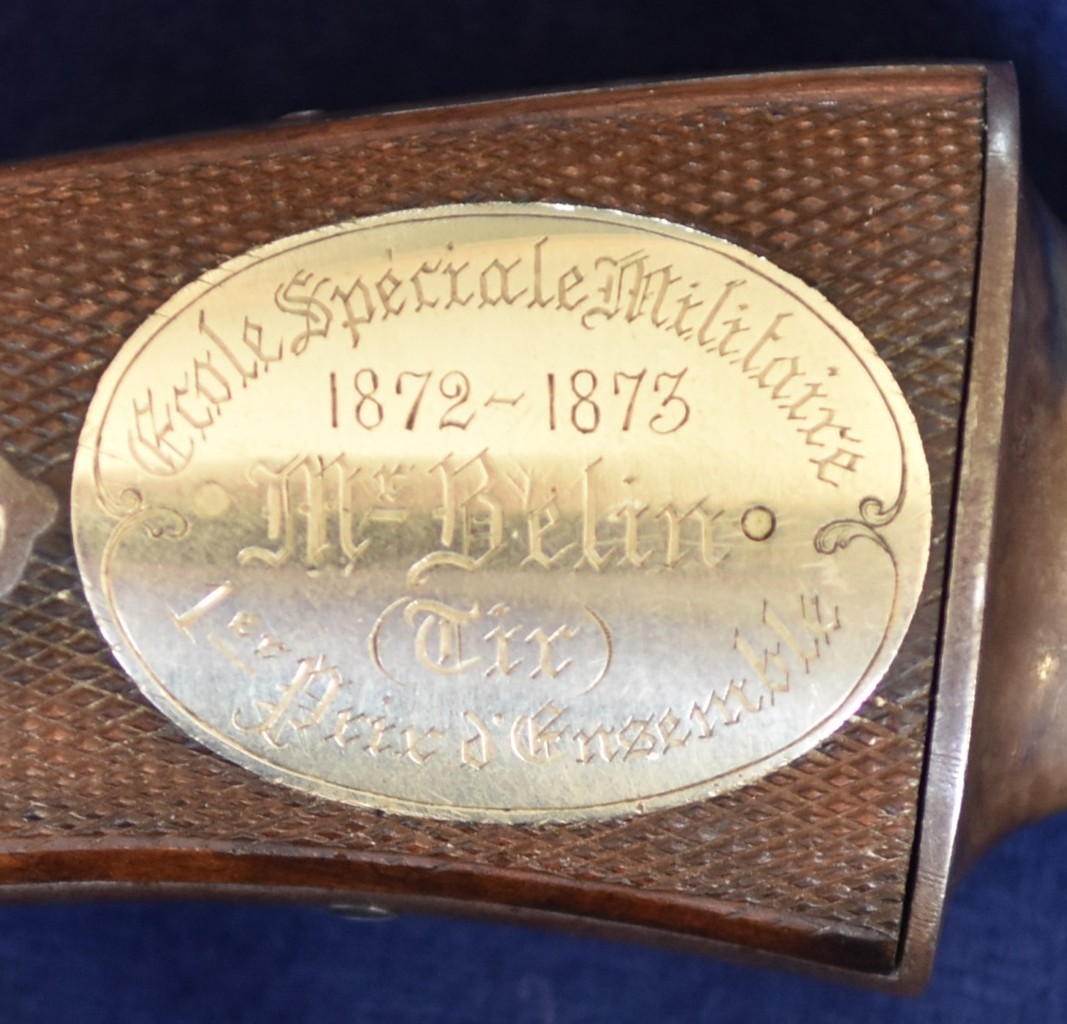 Ecole Spéciale Militaire
1872-1873
Mr Belin
(Tir)
1er Prix d'Ensemble